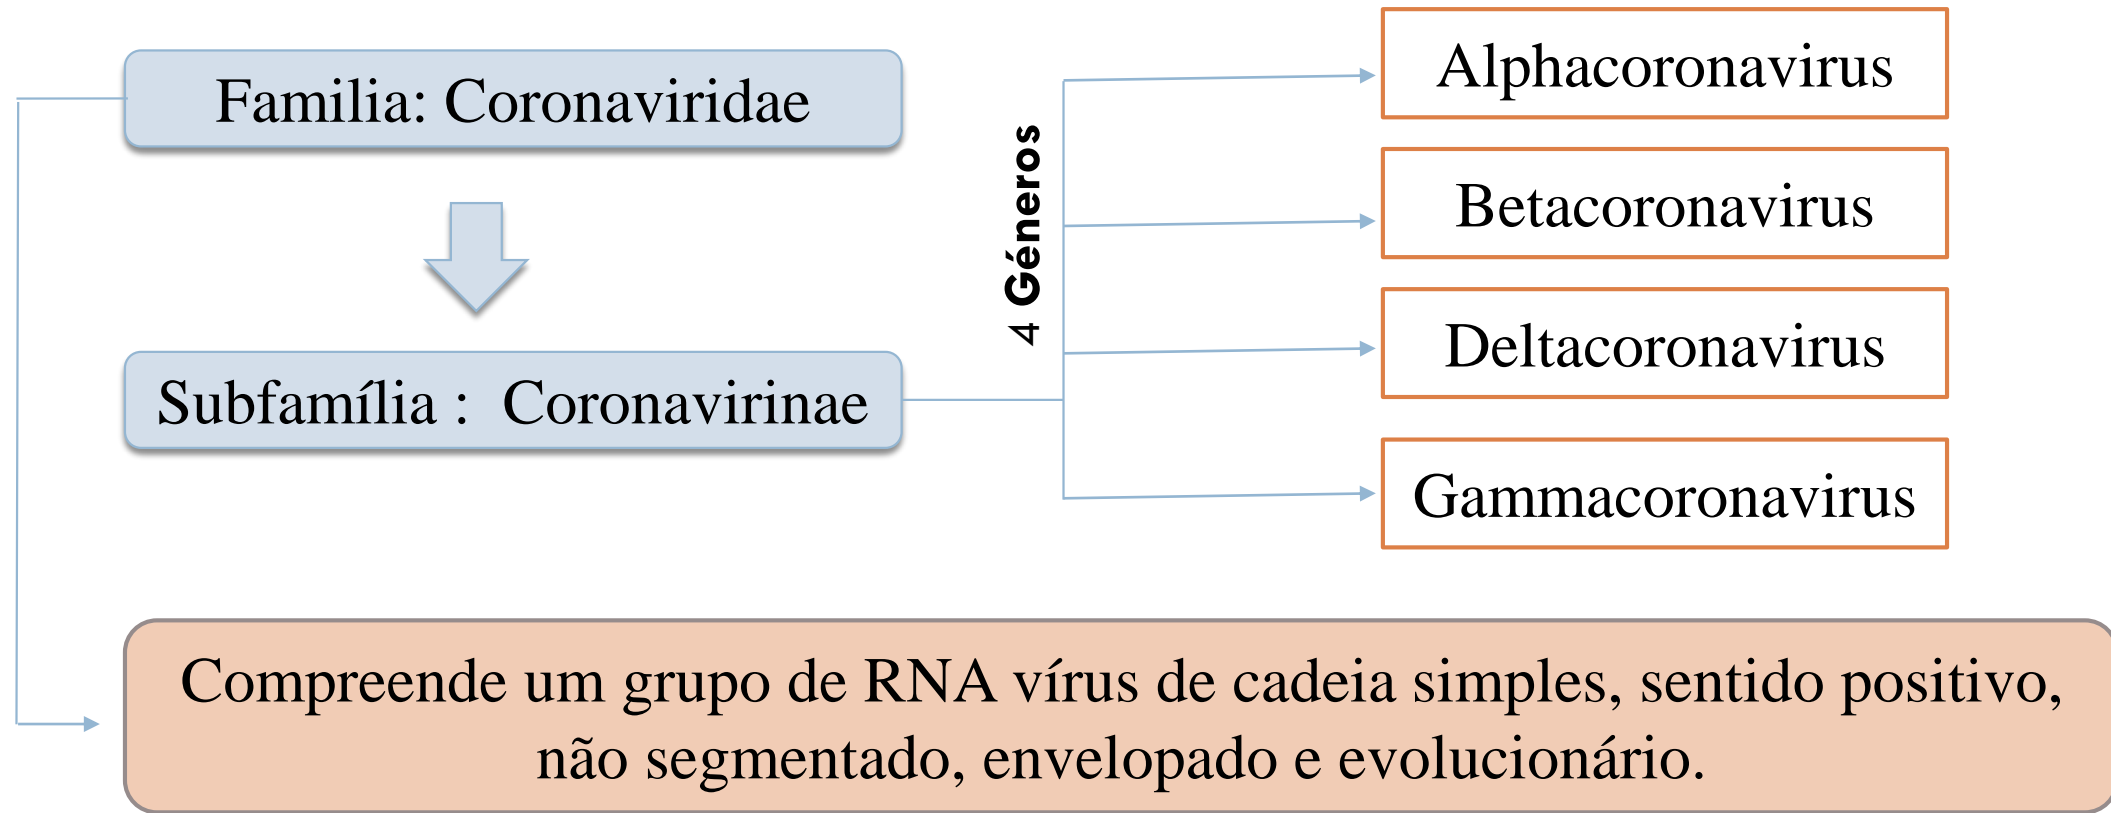 Familia: Coronaviridae
Subfamília : Coronavirinae
4 Géneros
Alphacoronavirus
Betacoronavirus
Deltacoronavirus
Gammacoronavirus
Compreende um grupo de RNA vírus de cadeia simples, sentido positivo,
não segmentado, envelopado e evolucionário.